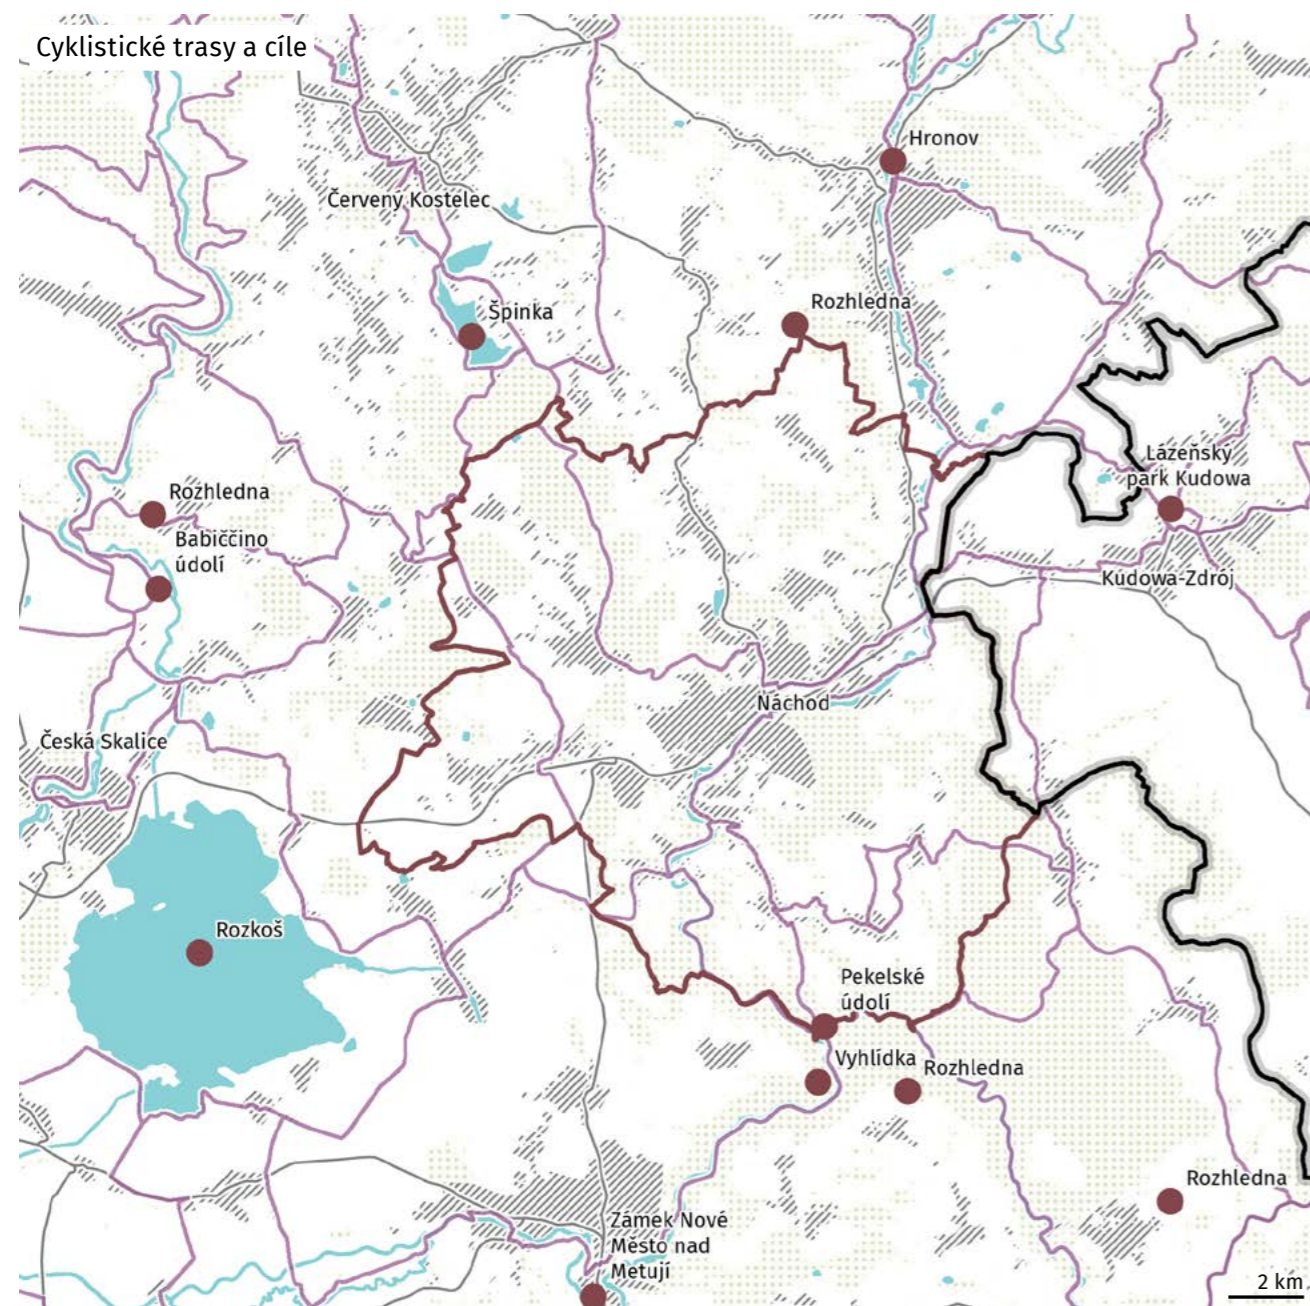 Cyklistické trasy a cíle
Hronov
Červený Kostelec
Rozhledna
Špinka
Lázeňský
park Kudowa
Rozhledna
Babiččino
údolí
Kudowa-Zdrój
Náchod
Česká Skalice
Rozkoš
Pekelské
údolí
Vyhlídka
Rozhledna
Rozhledna
Zámek Nové
Město nad
Metují
2 km